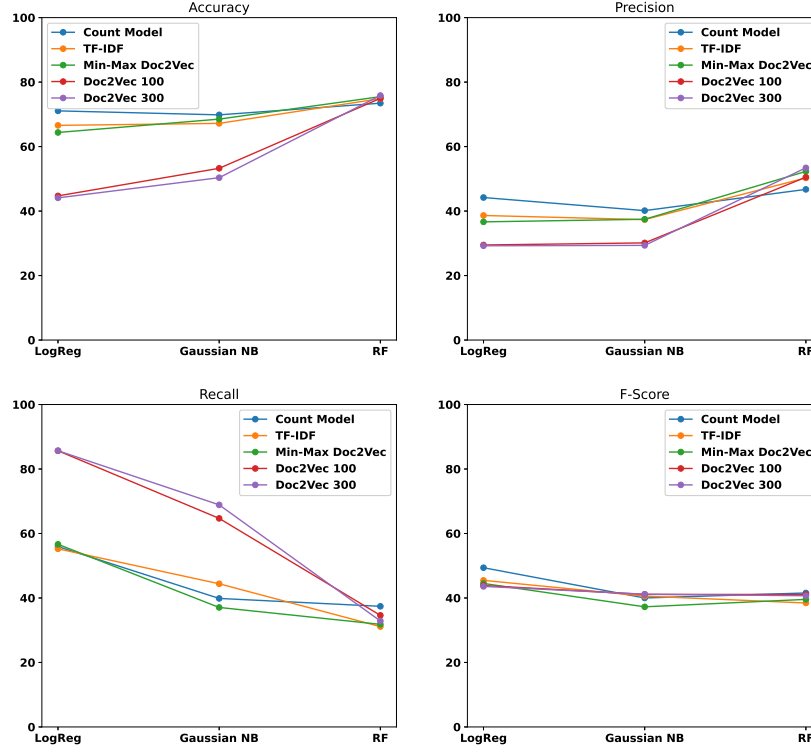 Accuracy
100
80
60
40
20
0
Count Model
TF-IDF
Min-Max Doc2Vec
Doc2Vec 100
Doc2Vec 300
LogReg
Gaussian NB
RF
Precision
100
80
60
40
20
0
Count Model
TF-IDF
Min-Max Doc2Vec
Doc2Vec 100
Doc2Vec 300
LogReg
Gaussian NB
RF
Recall
100
80
60
40
20
0
Count Model
TF-IDF
Min-Max Doc2Vec
Doc2Vec 100
Doc2Vec 300
LogReg
Gaussian NB
RF
F-Score
100
80
60
40
20
0
Count Model
TF-IDF
Min-Max Doc2Vec
Doc2Vec 100
Doc2Vec 300
LogReg
Gaussian NB
RF